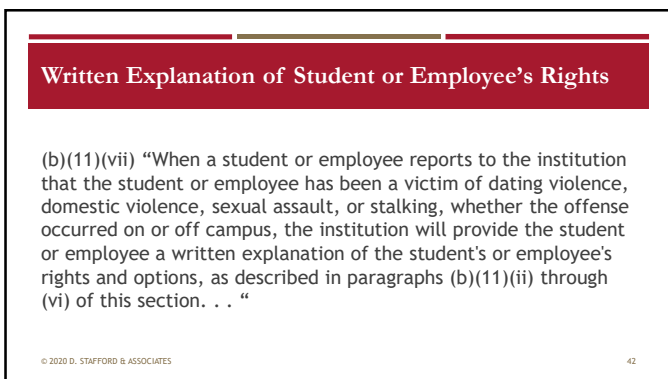 Written Explanation of Student or Employee's Rights
(b)(11)(vii) “When a student or employee reports to the institution
that the student or employee has been a victim of dating violence,
domestic violence, sexual assault, or stalking, whether the offense
occurred on or off campus, the institution will provide the student
or employee a written explanation of the student's or employee's
rights and options, as described in paragraphs (b)(11)(ii) through
(vi) of this section. . . “
© 2020 D. STAFFORD & ASSOCIATES
42